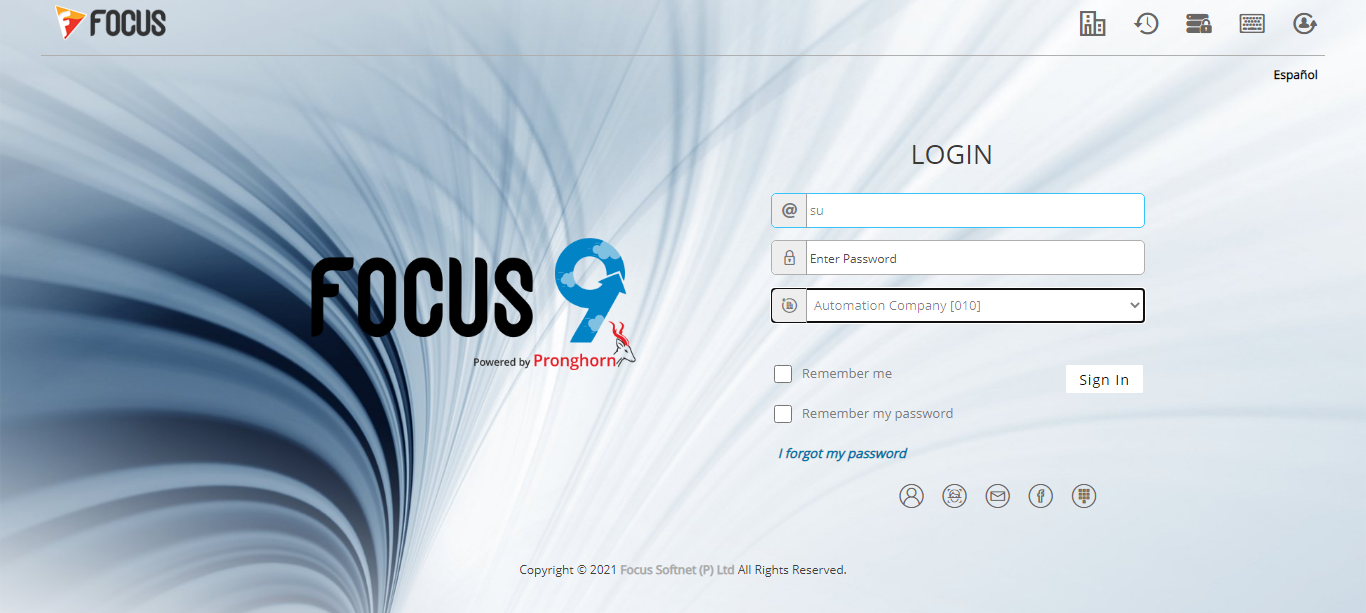 FOCUS
Español
LOGIN
@ su
Enter Password
Automation Company [010]
FOCUS 9
Powered by Pronghorn
Remember me
Sign In
Remember my password
I forgot my password
Copyright © 2021 Focus Softnet (P) Ltd All Rights Reserved.